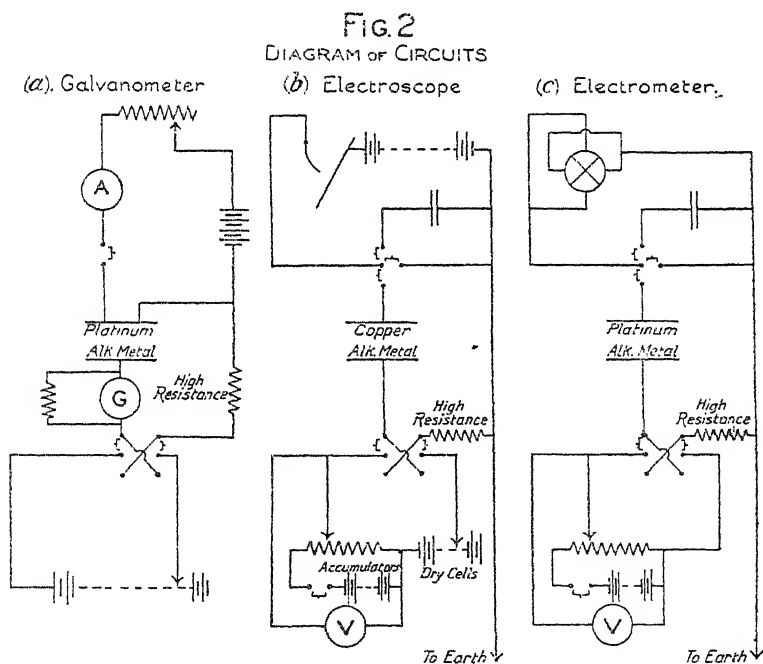 FIG. 2
DIAGRAM OF CIRCUITS
(a). Galvanometer
A
Platinum
Alk Metal
G
High
Resistance
(b) Electroscope
Copper
Alk. Metal
High
Resistance
Accumulators
Dry Cells
V
To Earth
(c) Electrometer.
Platinum
Alk. Metal
High
Resistance
V
To Earth